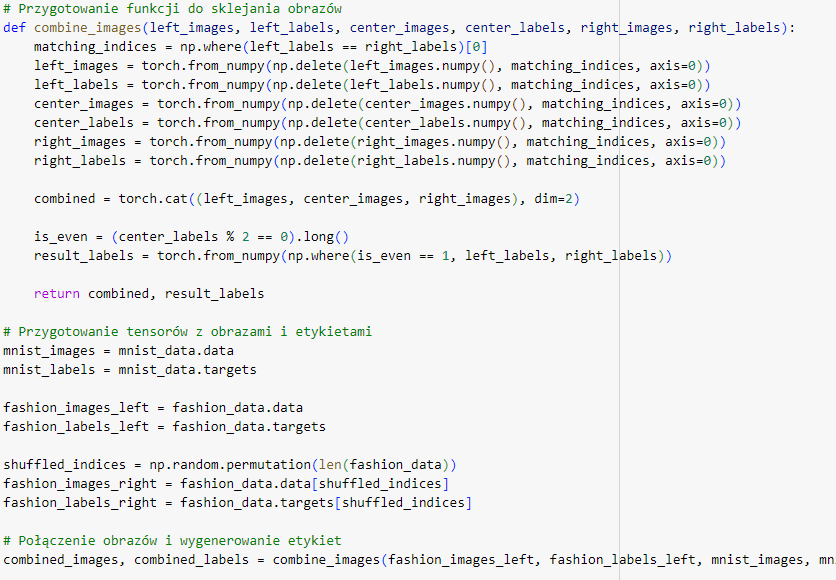 # Przygotowanie funkcji do sklejania obrazów
def combine_images(left_images, left_labels, center_images, center_labels, right_images, right_labels):
    matching_indices = np.where(left_labels == right_labels)[0]
    left_images = torch.from_numpy(np.delete(left_images.numpy(), matching_indices, axis=0))
    left_labels = torch.from_numpy(np.delete(left_labels.numpy(), matching_indices, axis=0))
    center_images = torch.from_numpy(np.delete(center_images.numpy(), matching_indices, axis=0))
    center_labels = torch.from_numpy(np.delete(center_labels.numpy(), matching_indices, axis=0))
    right_images = torch.from_numpy(np.delete(right_images.numpy(), matching_indices, axis=0))
    right_labels = torch.from_numpy(np.delete(right_labels.numpy(), matching_indices, axis=0))

    combined = torch.cat((left_images, center_images, right_images), dim=2)

    is_even = (center_labels % 2 == 0).long()
    result_labels = torch.from_numpy(np.where(is_even == 1, left_labels, right_labels))

    return combined, result_labels

# Przygotowanie tensorów z obrazami i etykietami
mnist_images = mnist_data.data
mnist_labels = mnist_data.targets

fashion_images_left = fashion_data.data
fashion_labels_left = fashion_data.targets

shuffled_indices = np.random.permutation(len(fashion_data))
fashion_images_right = fashion_data.data[shuffled_indices]
fashion_labels_right = fashion_data.targets[shuffled_indices]

# Połączenie obrazów i wygenerowanie etykiet
combined_images, combined_labels = combine_images(fashion_images_left, fashion_labels_left, mnist_images, mn